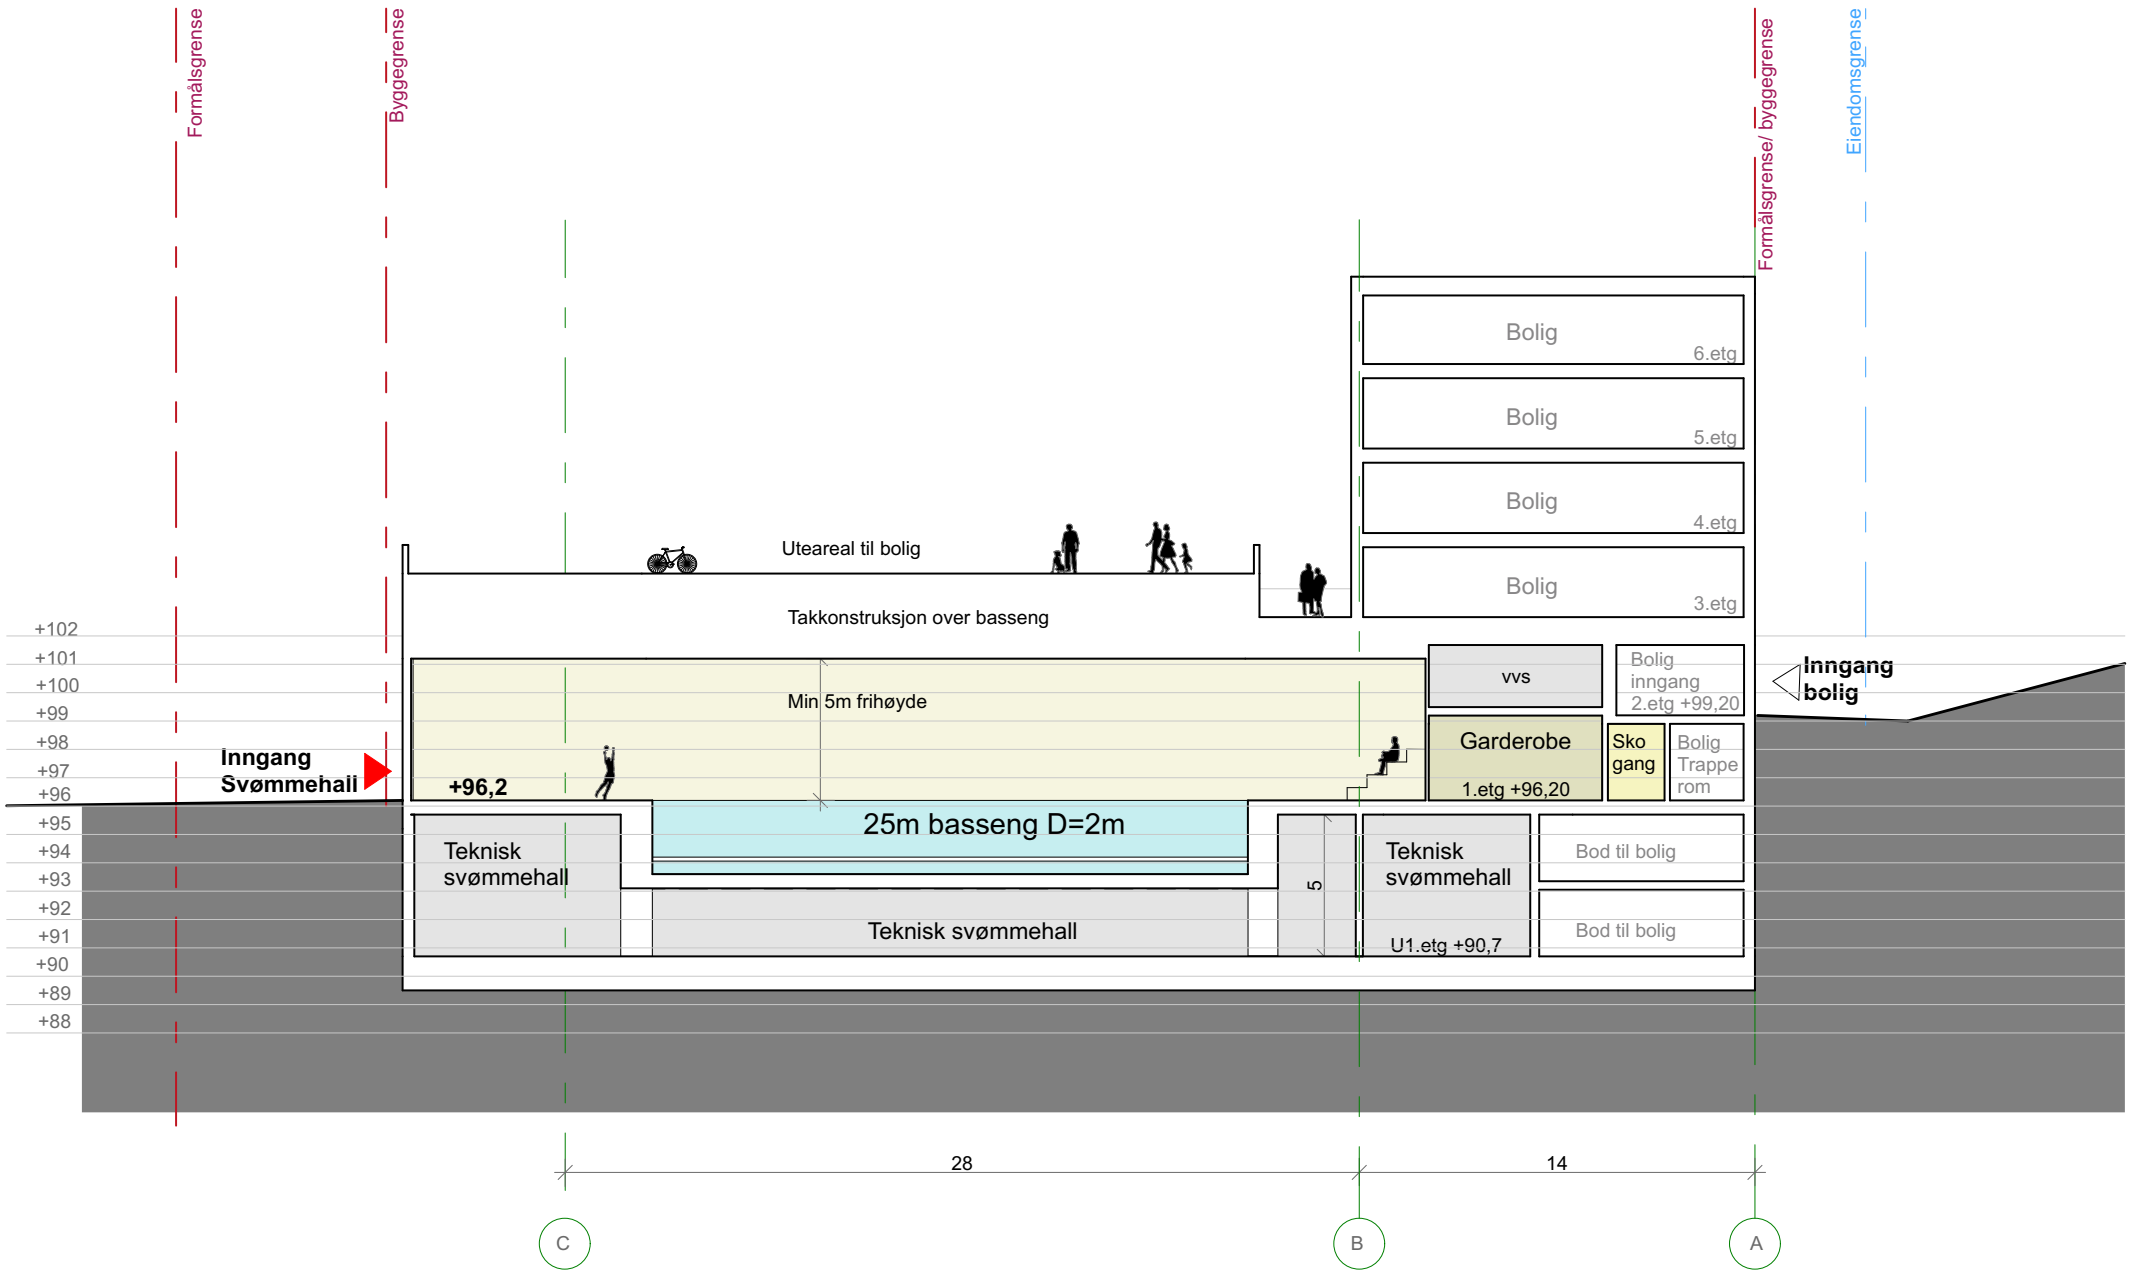 Formålsgrense
Byggegrense
Formålsgrense/ byggegrense
Eiendomsgrense
Bolig
6.etg
Bolig
5.etg
Bolig
4.etg
Bolig
3.etg
Uteareal til bolig
Takkonstruksjon over basseng
+102
+101
+100
+99
+98
+97
+96
+95
+94
+93
+92
+91
+90
+89
+88
Inngang
Svømmehall
+96,2
Min 5m frihøyde
vvs
Bolig
inngang
2.etg +99,20
Inngang
bolig
Garderobe
1.etg +96,20
Sko
gang
Bolig
Trappe
rom
25m basseng D=2m
Teknisk
svømmehall
Teknisk svømmehall
5
Teknisk
svømmehall
U1.etg +90,7
Bod til bolig
Bod til bolig
28
14
C
B
A